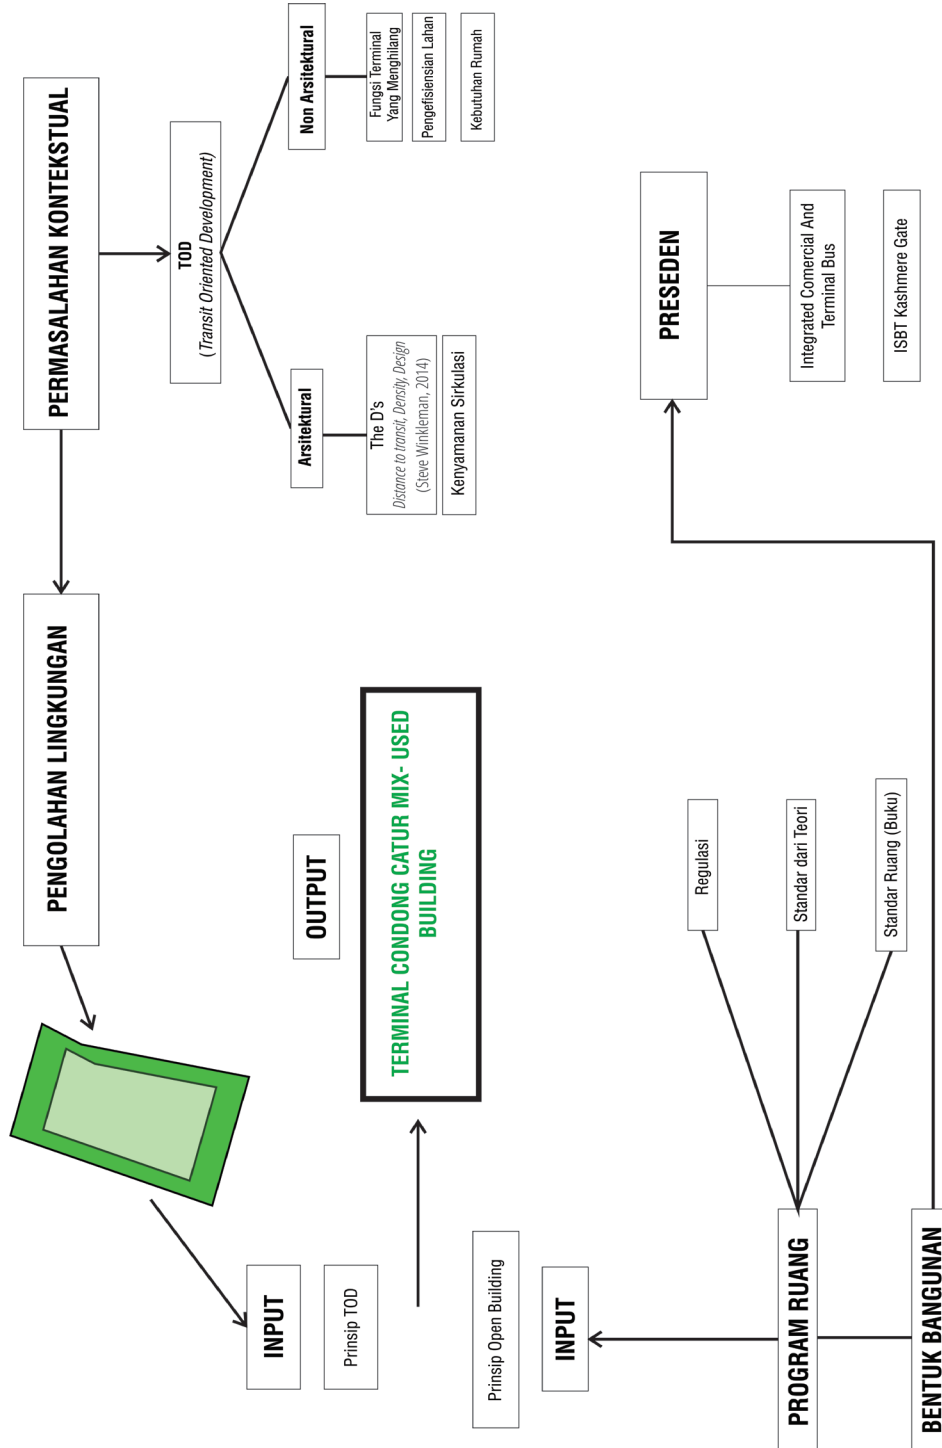 PENGOLAHAN LINGKUNGAN
PERMASALAHAN KONTEKSTUAL
TOD
(Transit Oriented Development)
Arsitektural
The D's
Distance to transit, Density, Design
(Steve Winkleman, 2014)
Kenyamanan Sirkulasi
Non Arsitektural
Fungsi Terminal
Yang Menghilang
Pengefisiensian Lahan
Kebutuhan Rumah
INPUT
Prinsip TOD
OUTPUT
TERMINAL CONDONG CATUR MIX- USED
BUILDING
Prinsip Open Building
INPUT
PROGRAM RUANG
Regulasi
Standar dari Teori
Standar Ruang (Buku)
BENTUK BANGUNAN
PRESEDEN
Integrated Comercial And
Terminal Bus
ISBT Kashmere Gate